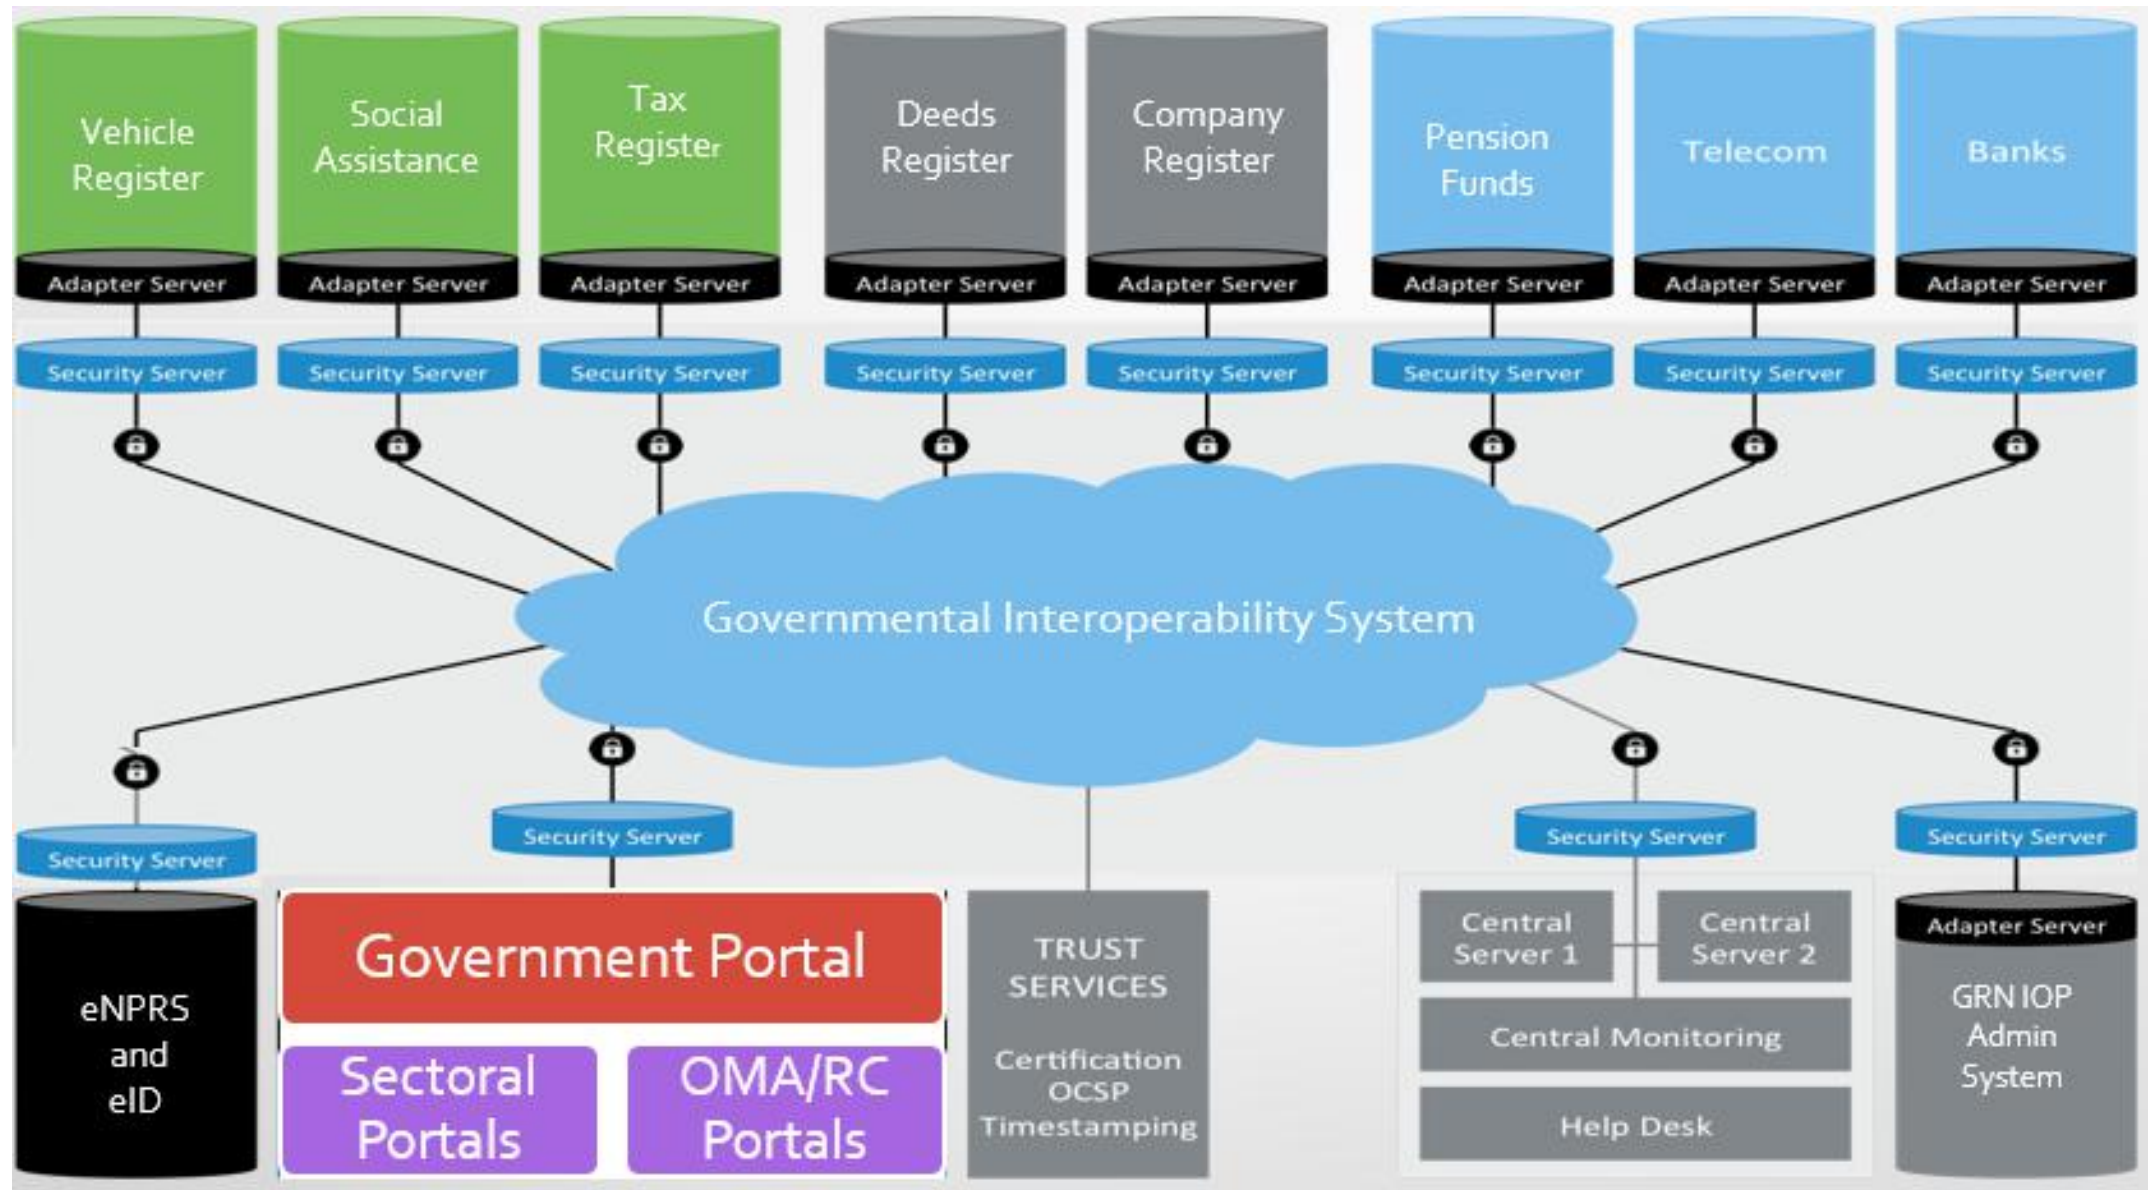 Vehicle
Register
Social
Assistance
Tax
Register
Deeds
Register
Company
Register
Pension
Funds
Telecom
Banks
Adapter Server
Adapter Server
Adapter Server
Adapter Server
Adapter Server
Adapter Server
Adapter Server
Adapter Server
Security Server
Security Server
Security Server
Security Server
Security Server
Security Server
Security Server
Security Server
Governmental Interoperability System
Security Server
Security Server
Security Server
Security Server
eNPRS
and
eID
Government Portal
Sectoral
Portals
OMA/RC
Portals
TRUST
SERVICES
Certification
OCSP
Timestamping
Central
Server 1
Central
Server 2
Central Monitoring
Help Desk
Adapter Server
GRN IOP
Admin
System